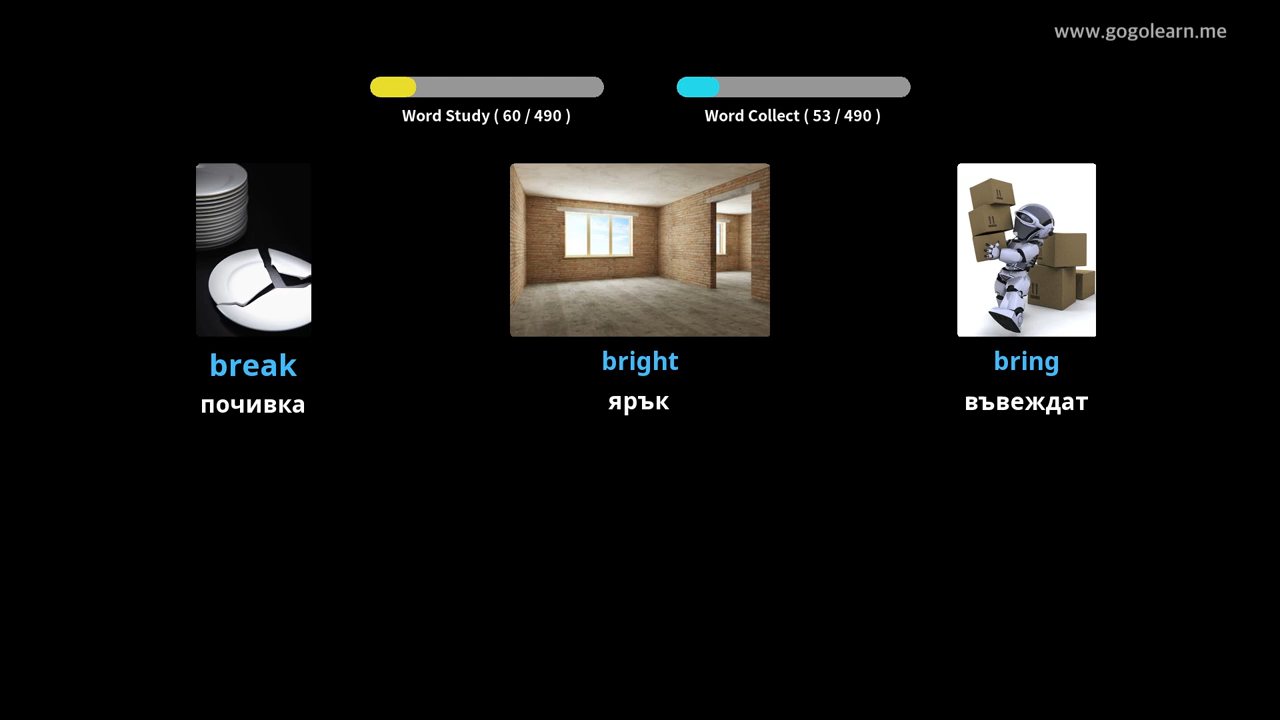 www.gogolearn.me
Word Study ( 60 / 490 )
Word Collect ( 53 / 490 )
break
bright
bring
почивка
ярък
въвеждат